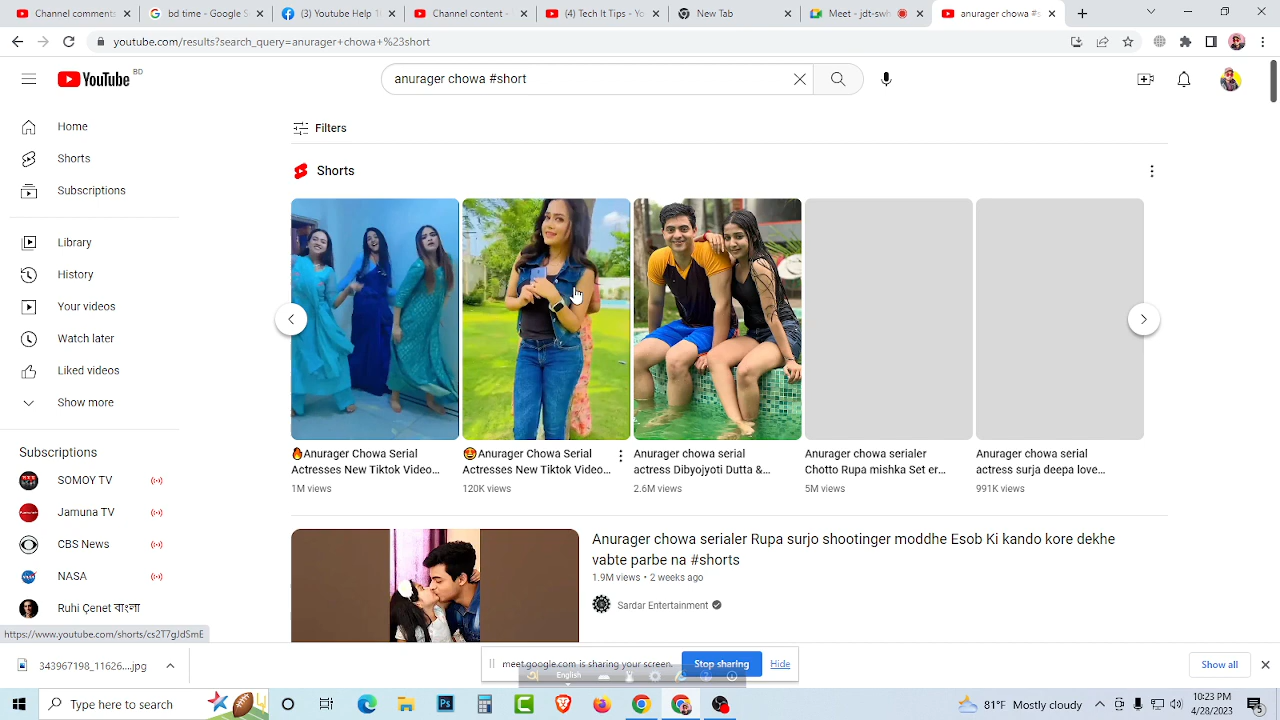 Channel comments
bd time - Google S
(3) Youtube Help 1
Channel content -
(4) Tech It Tips - Yo
New Tab
Meet - jdt-swh
anurager chowa #s
youtube.com/results?search_query=anurager+chowa+%23short
YouTube BD
anurager chowa #short
Home
Shorts
Subscriptions
Library
History
Your videos
Watch later
Liked videos
Show more
Subscriptions
SOMOY TV
Jamuna TV
CBS News
NASA
Ruhi Çenet বাংলা
Filters
Shorts
🔥Anurager Chowa Serial
Actresses New Tiktok Video...
1M views
🤩Anurager Chowa Serial
Actresses New Tiktok Video...
120K views
Anurager chowa serial
actress Dibyojyoti Dutta &...
2.6M views
Anurager chowa serialer
Chotto Rupa mishka Set er...
5M views
Anurager chowa serial
actress surja deepa love...
991K views
Anurager chowa serialer Rupa surjo shootinger moddhe Esob Ki kando kore dekhe
vabte parbe na #shorts
1.9M views • 2 weeks ago
Sardar Entertainment
https://www.youtube.com/shorts/cs2T7gJdSmE
343967198_11626....jpg
meet.google.com is sharing your screen.
Stop sharing
Hide
English
Show all
Type here to search
81°F Mostly cloudy
10:23 PM
4/28/2023
5